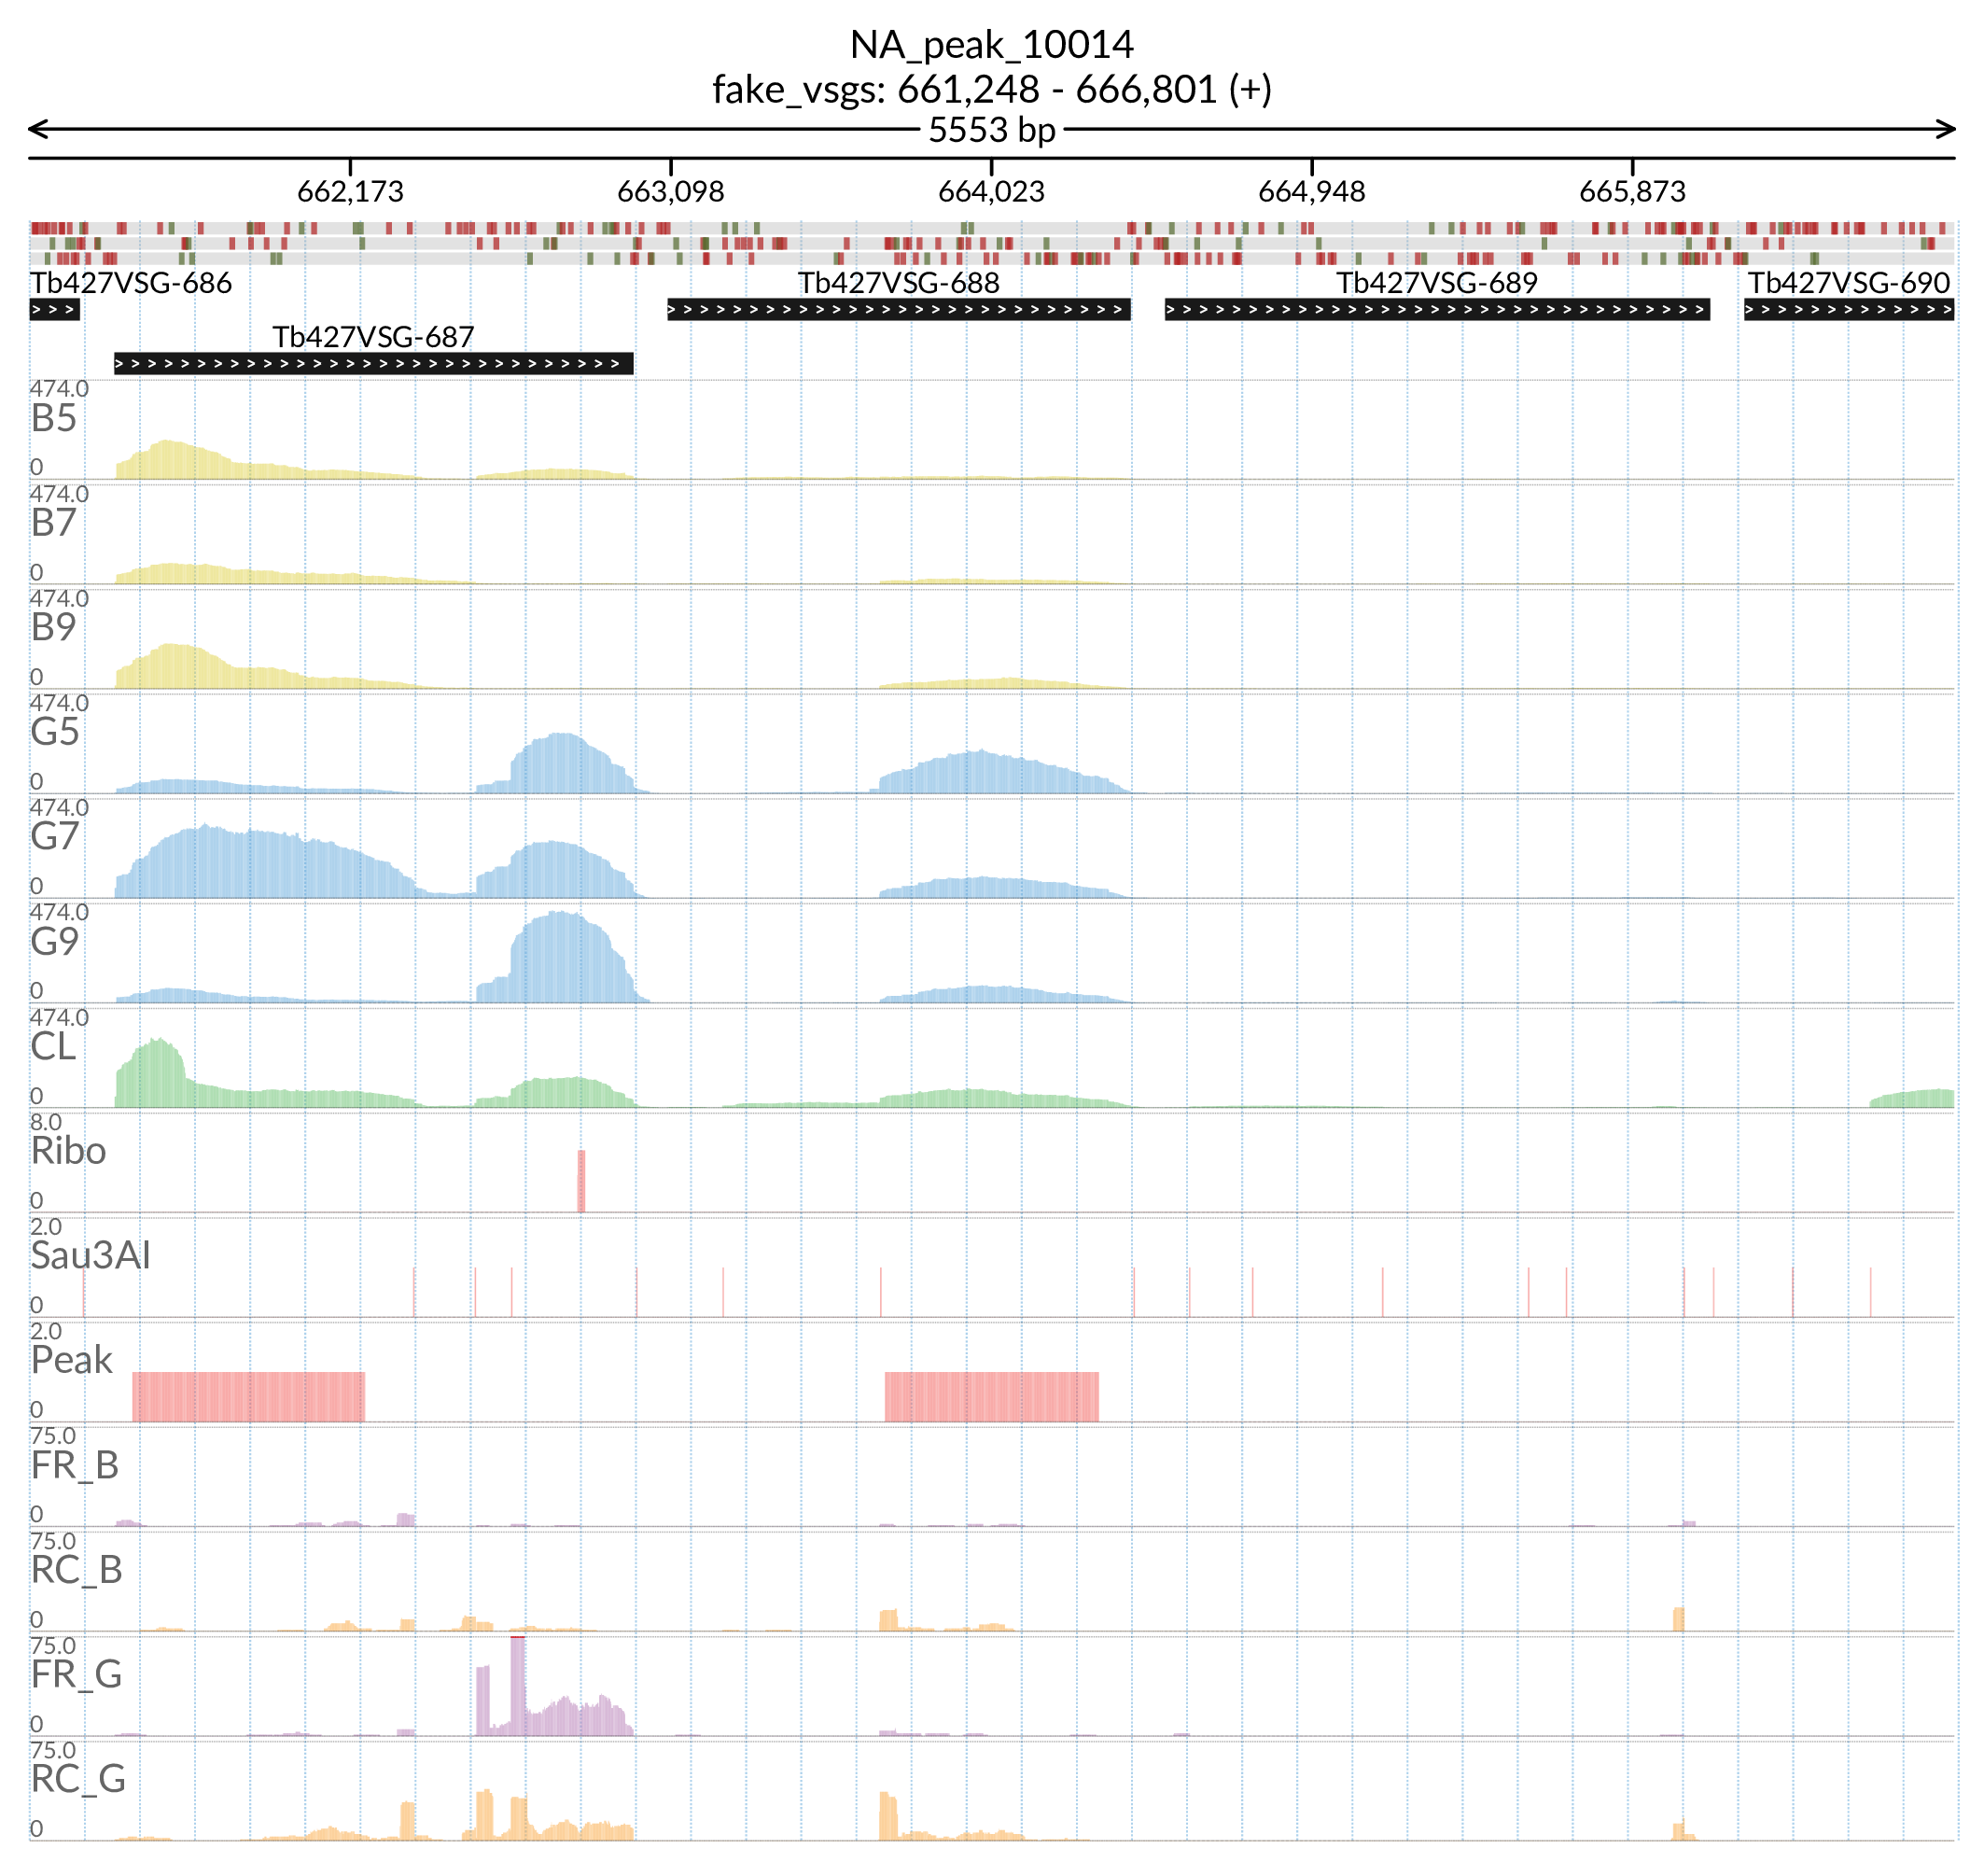 NA_peak_10014
fake_vsgs: 661,248 - 666,801 (+)
5553 bp
662,173 663,098 664,023 664,948 665,873
Tb427VSG-686 Tb427VSG-688 Tb427VSG-689 Tb427VSG-690
Tb427VSG-687
474.0
B5
0
474.0
B7
0
474.0
B9
0
474.0
G5
0
474.0
G7
0
474.0
G9
0
474.0
CL
0
8.0
Ribo
0
2.0
Sau3AI
0
2.0
Peak
0
75.0
FR_B
0
75.0
RC_B
0
75.0
FR_G
0
75.0
RC_G
0